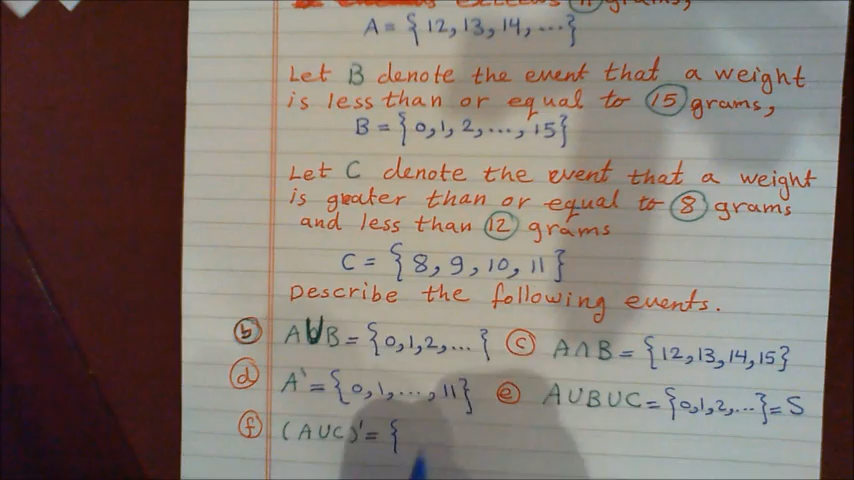 exceeds 11 grams,
A = {12, 13, 14, ...}
Let B denote the event that a weight
is less than or equal to 15 grams,
B = {0, 1, 2, ..., 15}
Let C denote the event that a weight
is greater than or equal to 8 grams
and less than 12 grams
C = {8, 9, 10, 11}
Describe the following events.
(b) A∪B = {0, 1, 2, ...} (c) A∩B = {12, 13, 14, 15}
(d) A' = {0, 1, ..., 11} (e) A∪B∪C = {0, 1, 2, ...} = S
(f) (A∪C)' = {